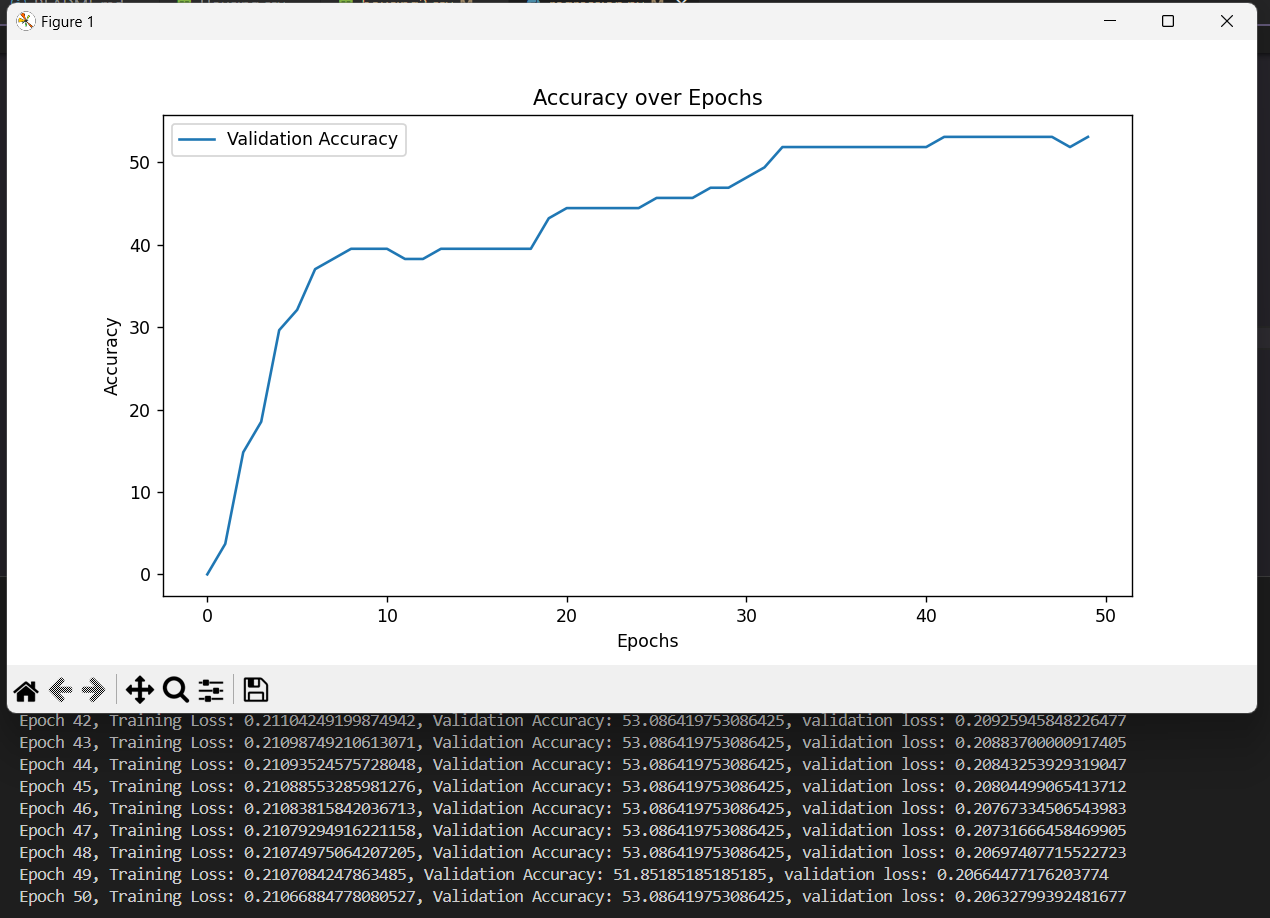 Figure 1
Accuracy over Epochs
Validation Accuracy
Accuracy
50
40
30
20
10
0
0 10 20 30 40 50
Epochs
Epoch 42, Training Loss: 0.21104249199874942, Validation Accuracy: 53.086419753086425, validation loss: 0.20925945848226477
Epoch 43, Training Loss: 0.21098749210613071, Validation Accuracy: 53.086419753086425, validation loss: 0.20883700000917405
Epoch 44, Training Loss: 0.21093524575728048, Validation Accuracy: 53.086419753086425, validation loss: 0.20843253929319047
Epoch 45, Training Loss: 0.21088553285981276, Validation Accuracy: 53.086419753086425, validation loss: 0.20804499065413712
Epoch 46, Training Loss: 0.21083815842036713, Validation Accuracy: 53.086419753086425, validation loss: 0.20767334506543983
Epoch 47, Training Loss: 0.21079294916221158, Validation Accuracy: 53.086419753086425, validation loss: 0.20731666458469905
Epoch 48, Training Loss: 0.21074975064207205, Validation Accuracy: 53.086419753086425, validation loss: 0.20697407715522723
Epoch 49, Training Loss: 0.2107084247863485, Validation Accuracy: 51.85185185185185, validation loss: 0.20664477176203774
Epoch 50, Training Loss: 0.21066884778080527, Validation Accuracy: 53.086419753086425, validation loss: 0.20632799392481677